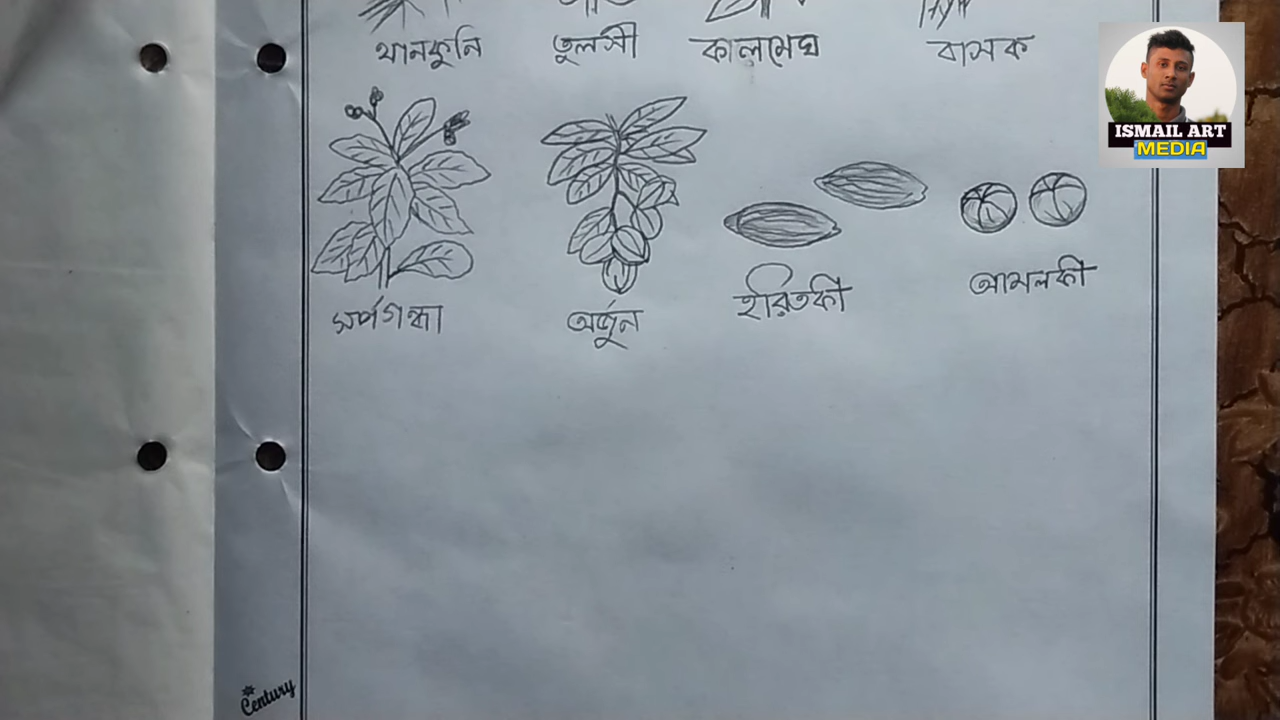 থানকুনি তুলসী কালমেঘ বাসক
ISMAIL ART
MEDIA
সর্পগন্ধা অর্জুন হরিতকী আমলকী
Century